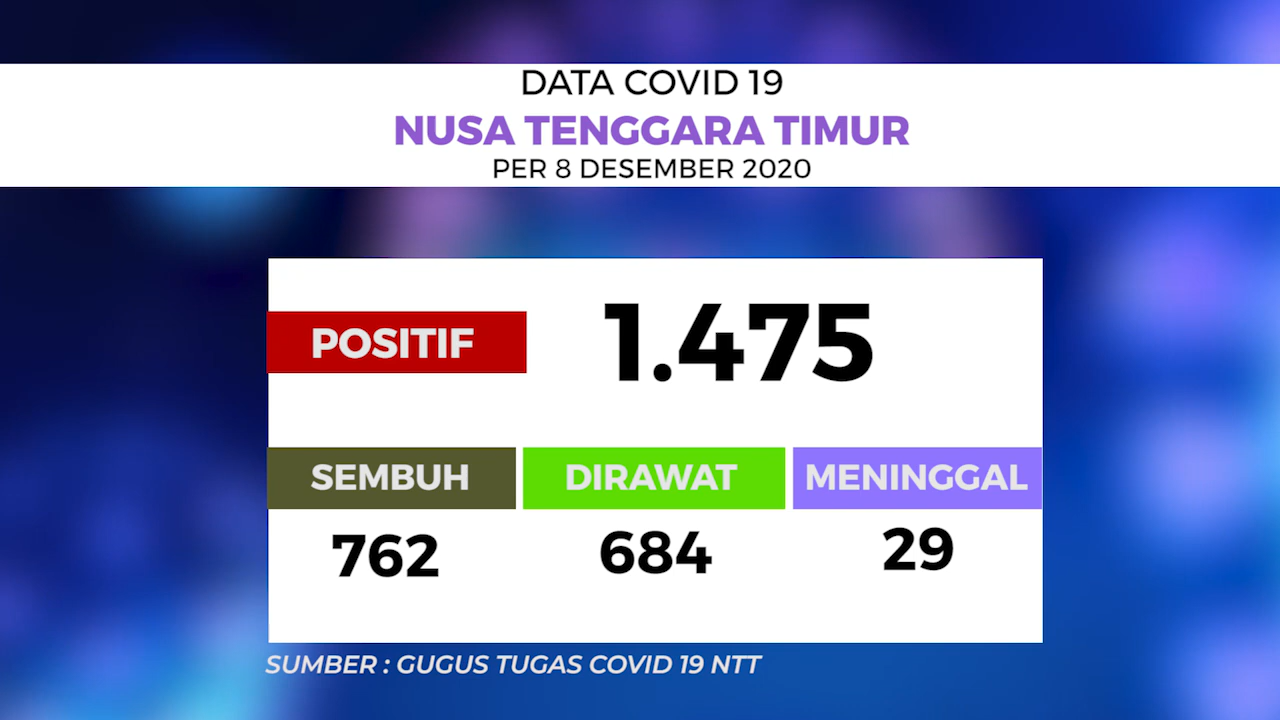 DATA COVID 19
NUSA TENGGARA TIMUR
PER 8 DESEMBER 2020
POSITIF 1.475
SEMBUH DIRAWAT MENINGGAL
762 684 29
SUMBER : GUGUS TUGAS COVID 19 NTT